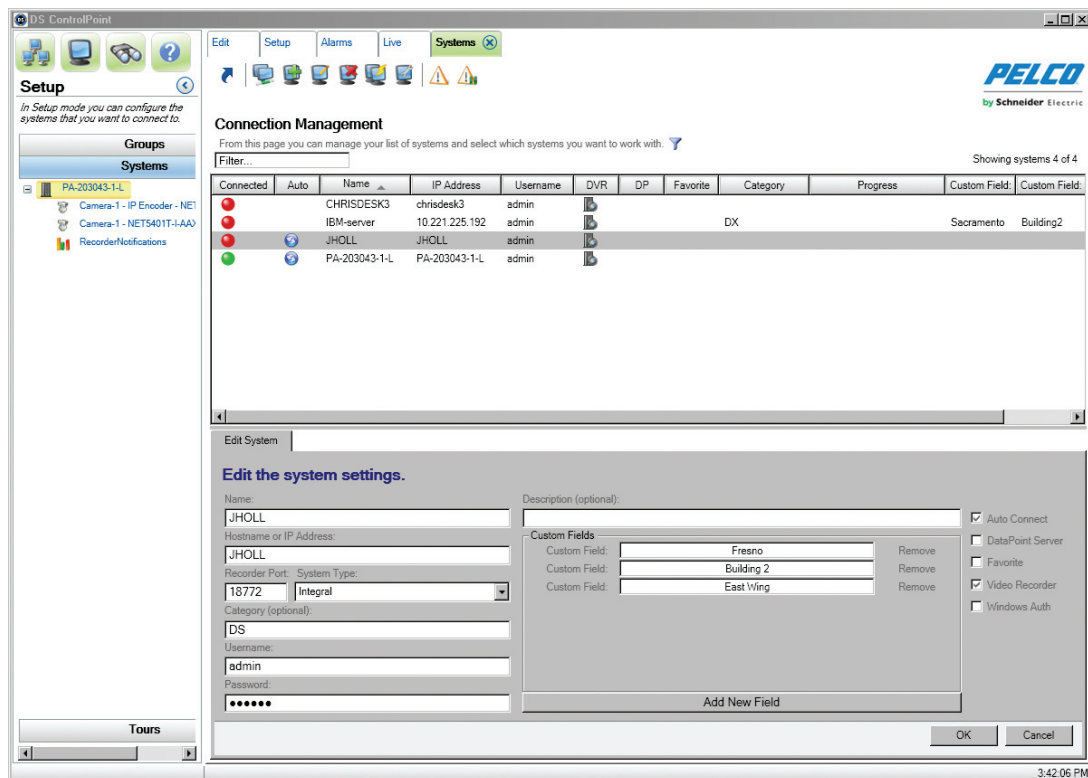 DS ControlPoint
Edit Setup Alarms Live Systems
PELCO
by Schneider Electric
Setup
In Setup mode you can configure the
systems that you want to connect to.
Groups
Systems
PA-203043-1-L
Camera-1 - IP Encoder - NET
Camera-1 - NET5401T-I-AAX
RecorderNotifications
Tours
Connection Management
From this page you can manage your list of systems and select which systems you want to work with.
Filter...
Showing systems 4 of 4
Connected Auto Name IP Address Username DVR DP Favorite Category Progress Custom Field: Custom Field:
CHRISDESK3 chrisdesk3 admin
IBM-server 10.221.225.192 admin DX Sacramento Building2
JHOLL JHOLL admin
PA-203043-1-L PA-203043-1-L admin
Edit System
Edit the system settings.
Name:
JHOLL
Hostname or IP Address:
JHOLL
Recorder Port: System Type:
18772 Integral
Category (optional):
DS
Username:
admin
Password:
●●●●●●
Description (optional):
Custom Fields
Custom Field: Fresno Remove
Custom Field: Building 2 Remove
Custom Field: East Wing Remove
Add New Field
Auto Connect
DataPoint Server
Favorite
Video Recorder
Windows Auth
OK Cancel
3:42:06 PM